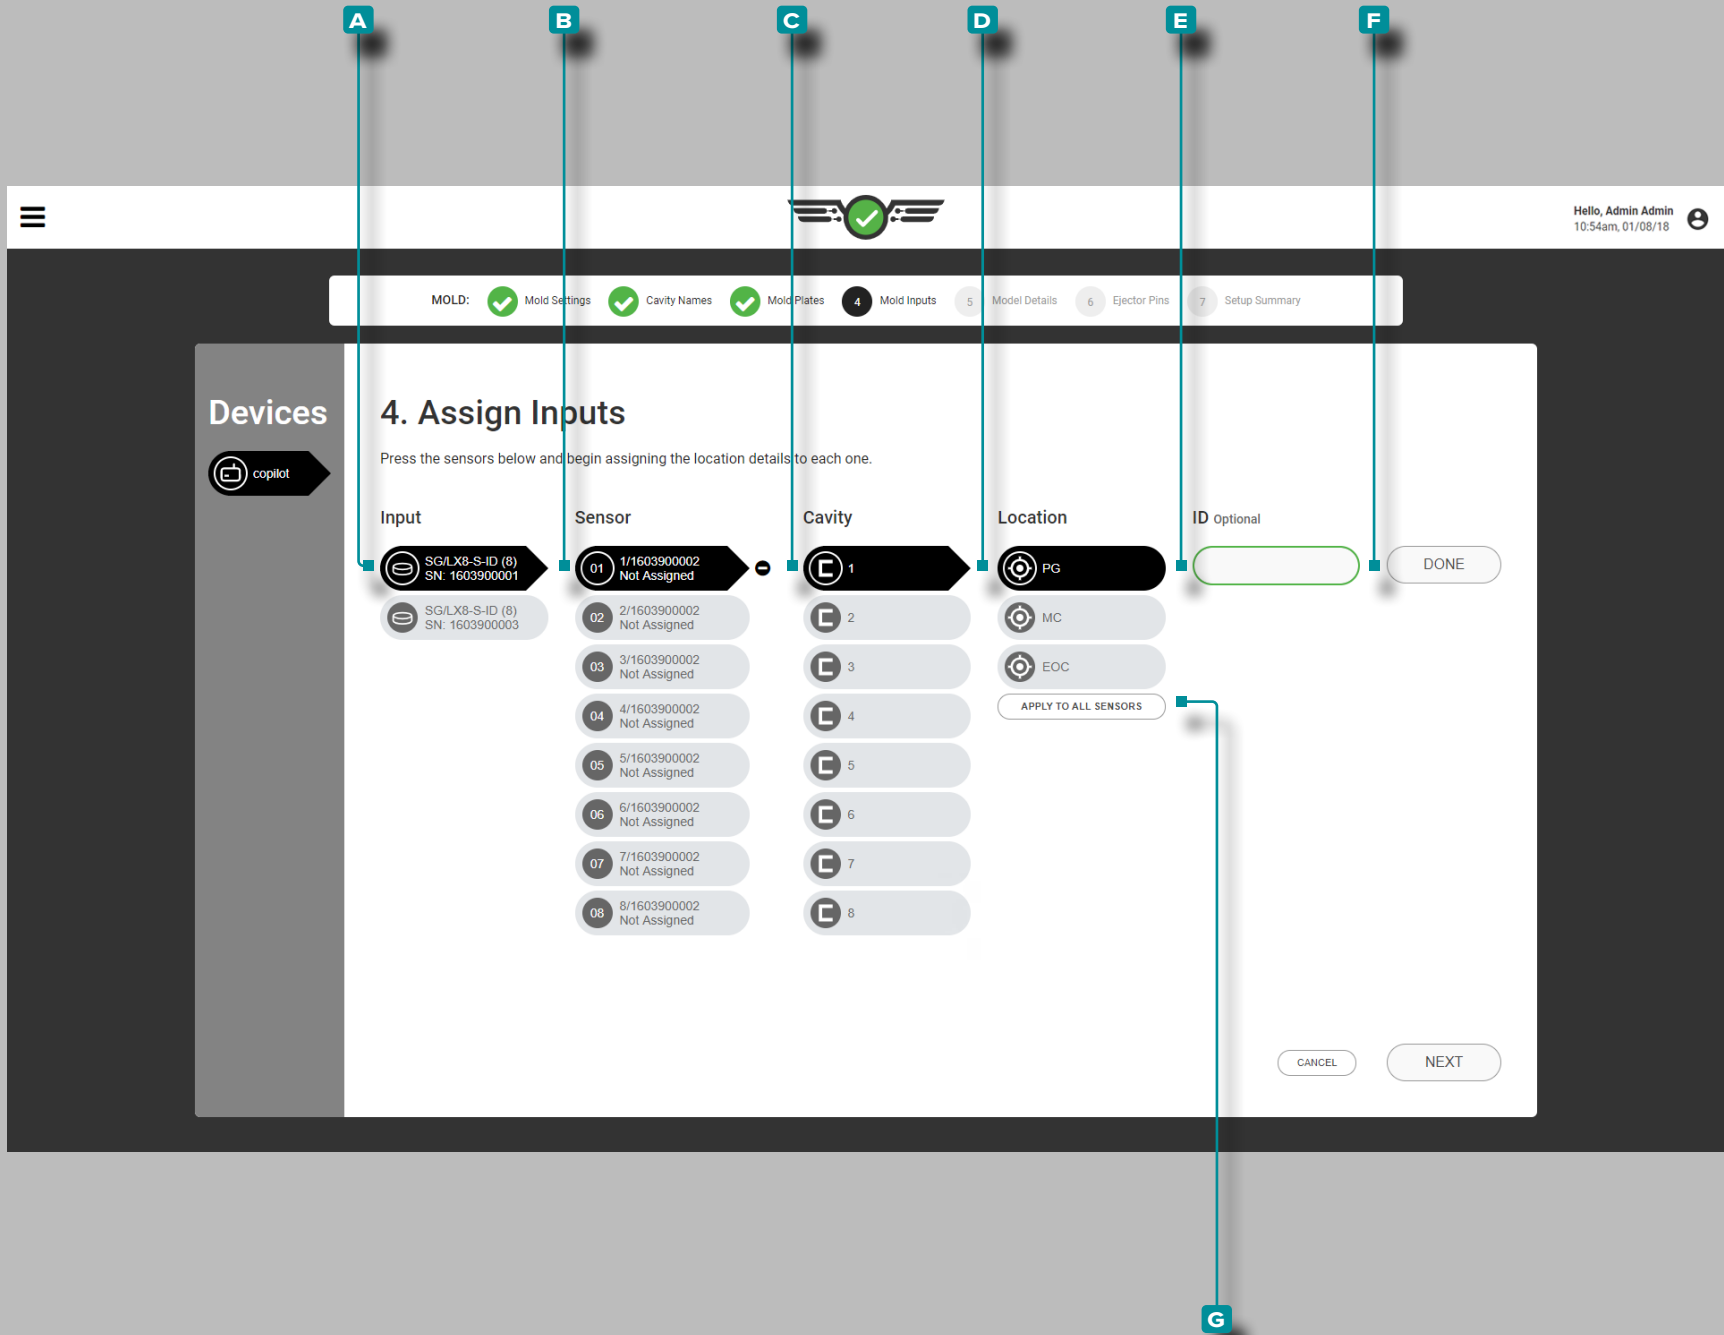 A
B
C
D
E
F
Hello, Admin Admin
10:54am, 01/08/18
MOLD:
Mold Settings
Cavity Names
Mold Plates
4 Mold Inputs
5 Model Details
6 Ejector Pins
7 Setup Summary
Devices
copilot
4. Assign Inputs
Press the sensors below and begin assigning the location details to each one.
Input
SG/LX8-S-ID (8)
SN: 1603900001
SG/LX8-S-ID (8)
SN: 1603900003
Sensor
01 1/1603900002
Not Assigned
02 2/1603900002
Not Assigned
03 3/1603900002
Not Assigned
04 4/1603900002
Not Assigned
05 5/1603900002
Not Assigned
06 6/1603900002
Not Assigned
07 7/1603900002
Not Assigned
08 8/1603900002
Not Assigned
Cavity
1
2
3
4
5
6
7
8
Location
PG
MC
EOC
APPLY TO ALL SENSORS
ID Optional
DONE
CANCEL
NEXT
G